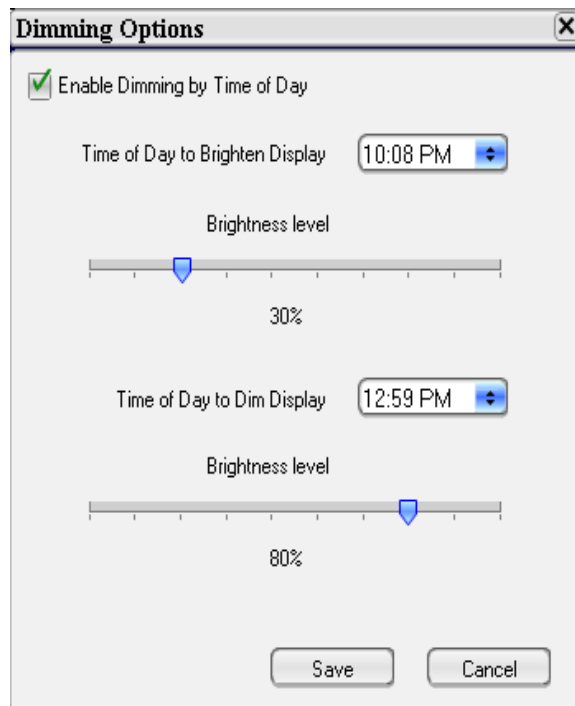 Dimming Options
Enable Dimming by Time of Day
Time of Day to Brighten Display 10:08 PM
Brightness level
30%
Time of Day to Dim Display 12:59 PM
Brightness level
80%
Save Cancel